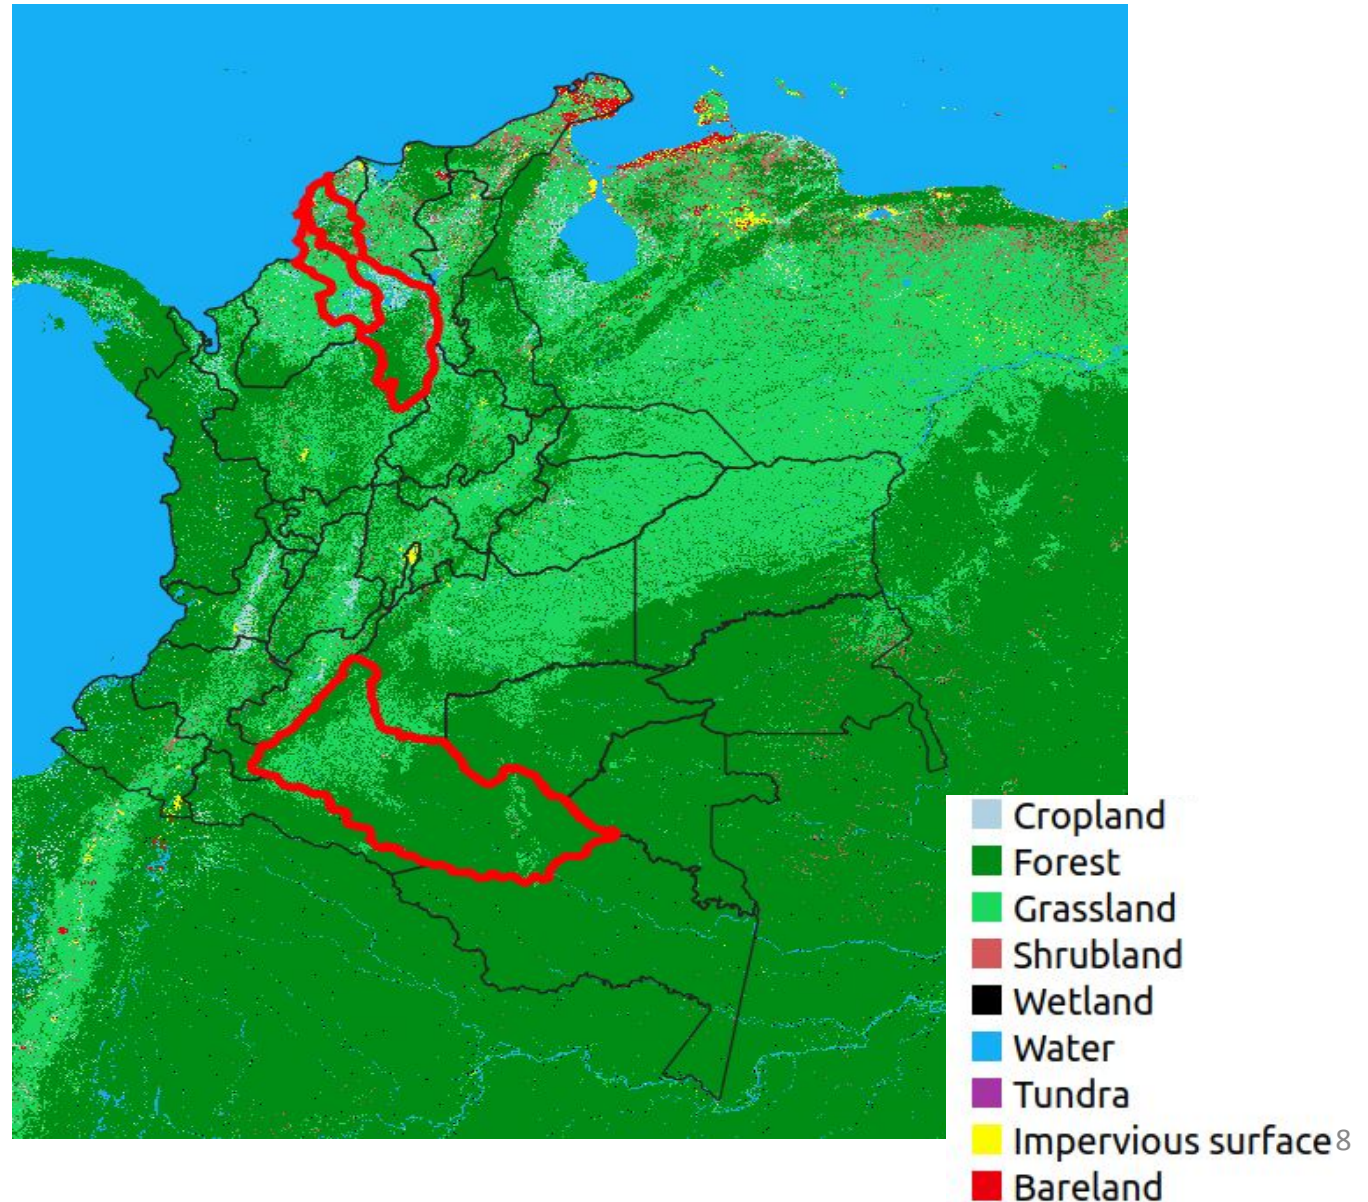 Cropland
Forest
Grassland
Shrubland
Wetland
Water
Tundra
Impervious surface 8
Bareland